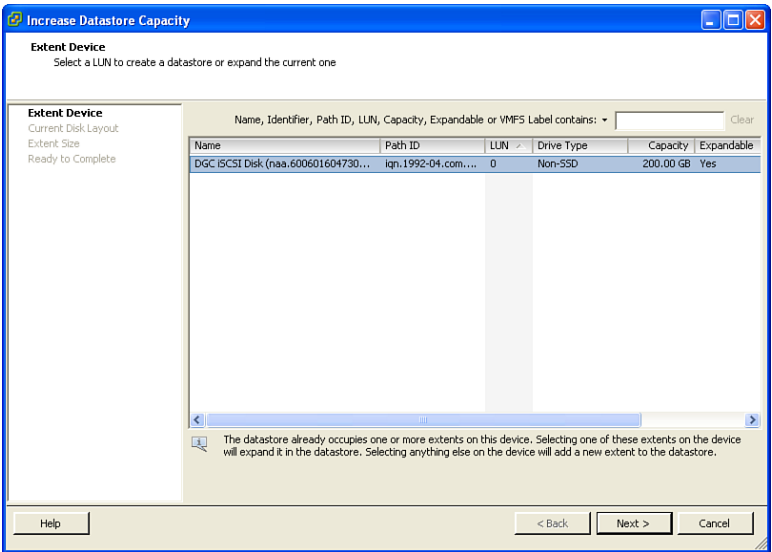 Increase Datastore Capacity
Extent Device
Select a LUN to create a datastore or expand the current one
Extent Device
Current Disk Layout
Extent Size
Ready to Complete
Name, Identifier, Path ID, LUN, Capacity, Expandable or VMFS Label contains:
Clear
Name Path ID LUN Drive Type Capacity Expandable
DGC iSCSI Disk (naa.600601604730... iqn.1992-04.com.... 0 Non-SSD 200.00 GB Yes
The datastore already occupies one or more extents on this device. Selecting one of these extents on the device
will expand it in the datastore. Selecting anything else on the device will add a new extent to the datastore.
Help < Back Next > Cancel